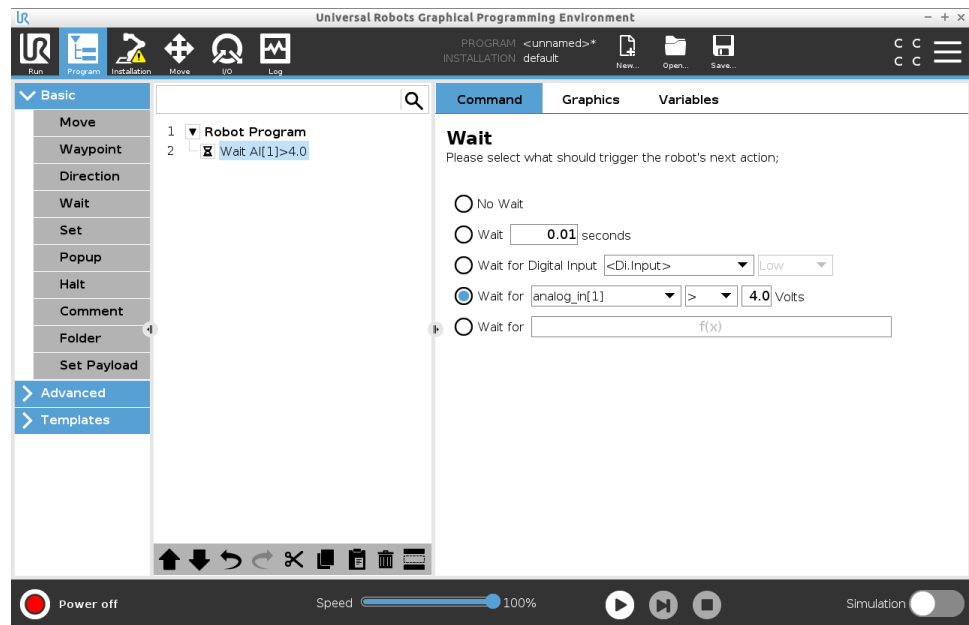 UR Universal Robots Graphical Programming Environment - + ×
UR
Run
Program
Installation
Move
I/O
Log
PROGRAM <unnamed>*
INSTALLATION default
New...
Open...
Save...
C C
C C
Basic
Move
Waypoint
Direction
Wait
Set
Popup
Halt
Comment
Folder
Set Payload
Advanced
Templates
1 Robot Program
2 Wait AI[1]>4.0
Command Graphics Variables
Wait
Please select what should trigger the robot's next action;
No Wait
Wait 0.01 seconds
Wait for Digital Input <Di.Input> Low
Wait for analog_in[1] > 4.0 Volts
Wait for f(x)
Power off
Speed 100%
Simulation